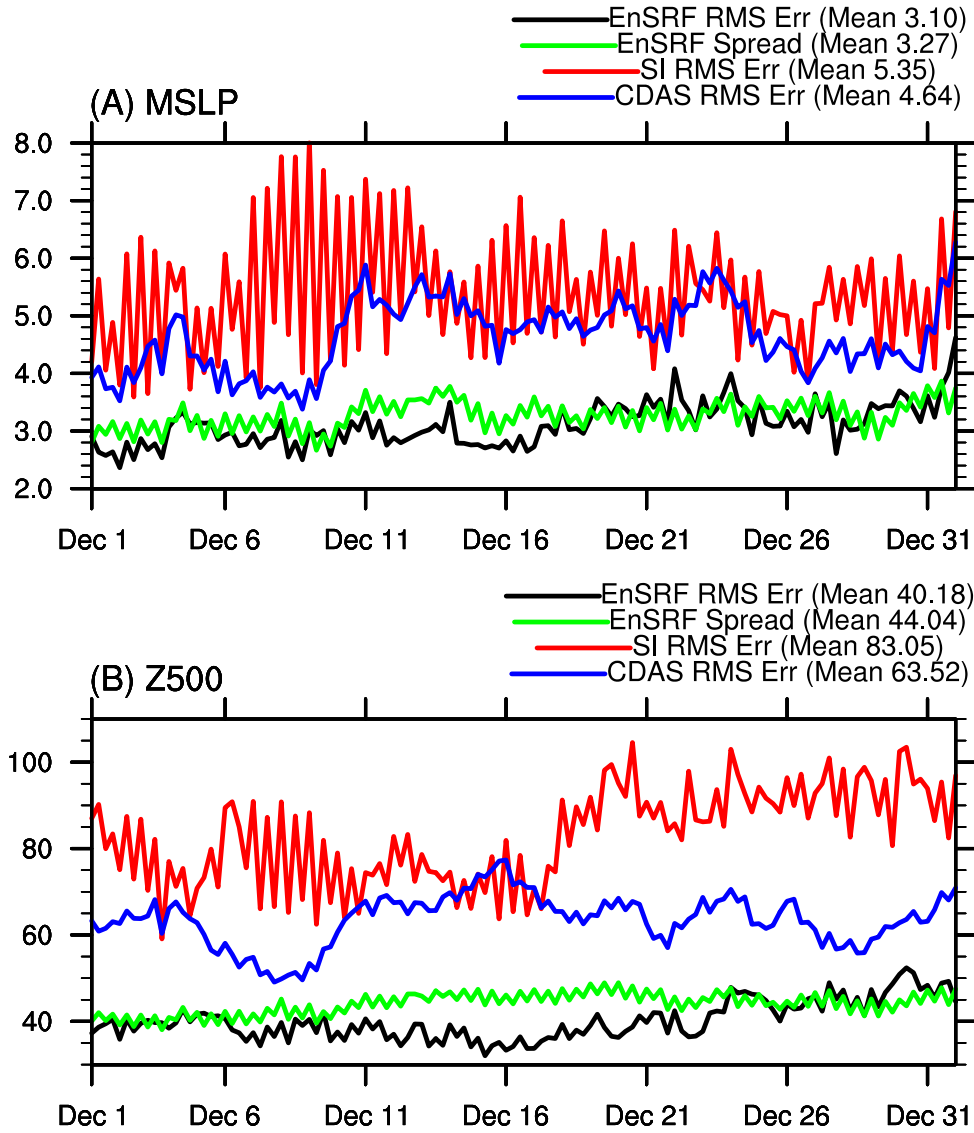 EnSRF RMS Err (Mean 3.10)
EnSRF Spread (Mean 3.27)
SI RMS Err (Mean 5.35)
CDAS RMS Err (Mean 4.64)
(A) MSLP
8.0
7.0
6.0
5.0
4.0
3.0
2.0
Dec 1 Dec 6 Dec 11 Dec 16 Dec 21 Dec 26 Dec 31
EnSRF RMS Err (Mean 40.18)
EnSRF Spread (Mean 44.04)
SI RMS Err (Mean 83.05)
CDAS RMS Err (Mean 63.52)
(B) Z500
100
80
60
40
Dec 1 Dec 6 Dec 11 Dec 16 Dec 21 Dec 26 Dec 31